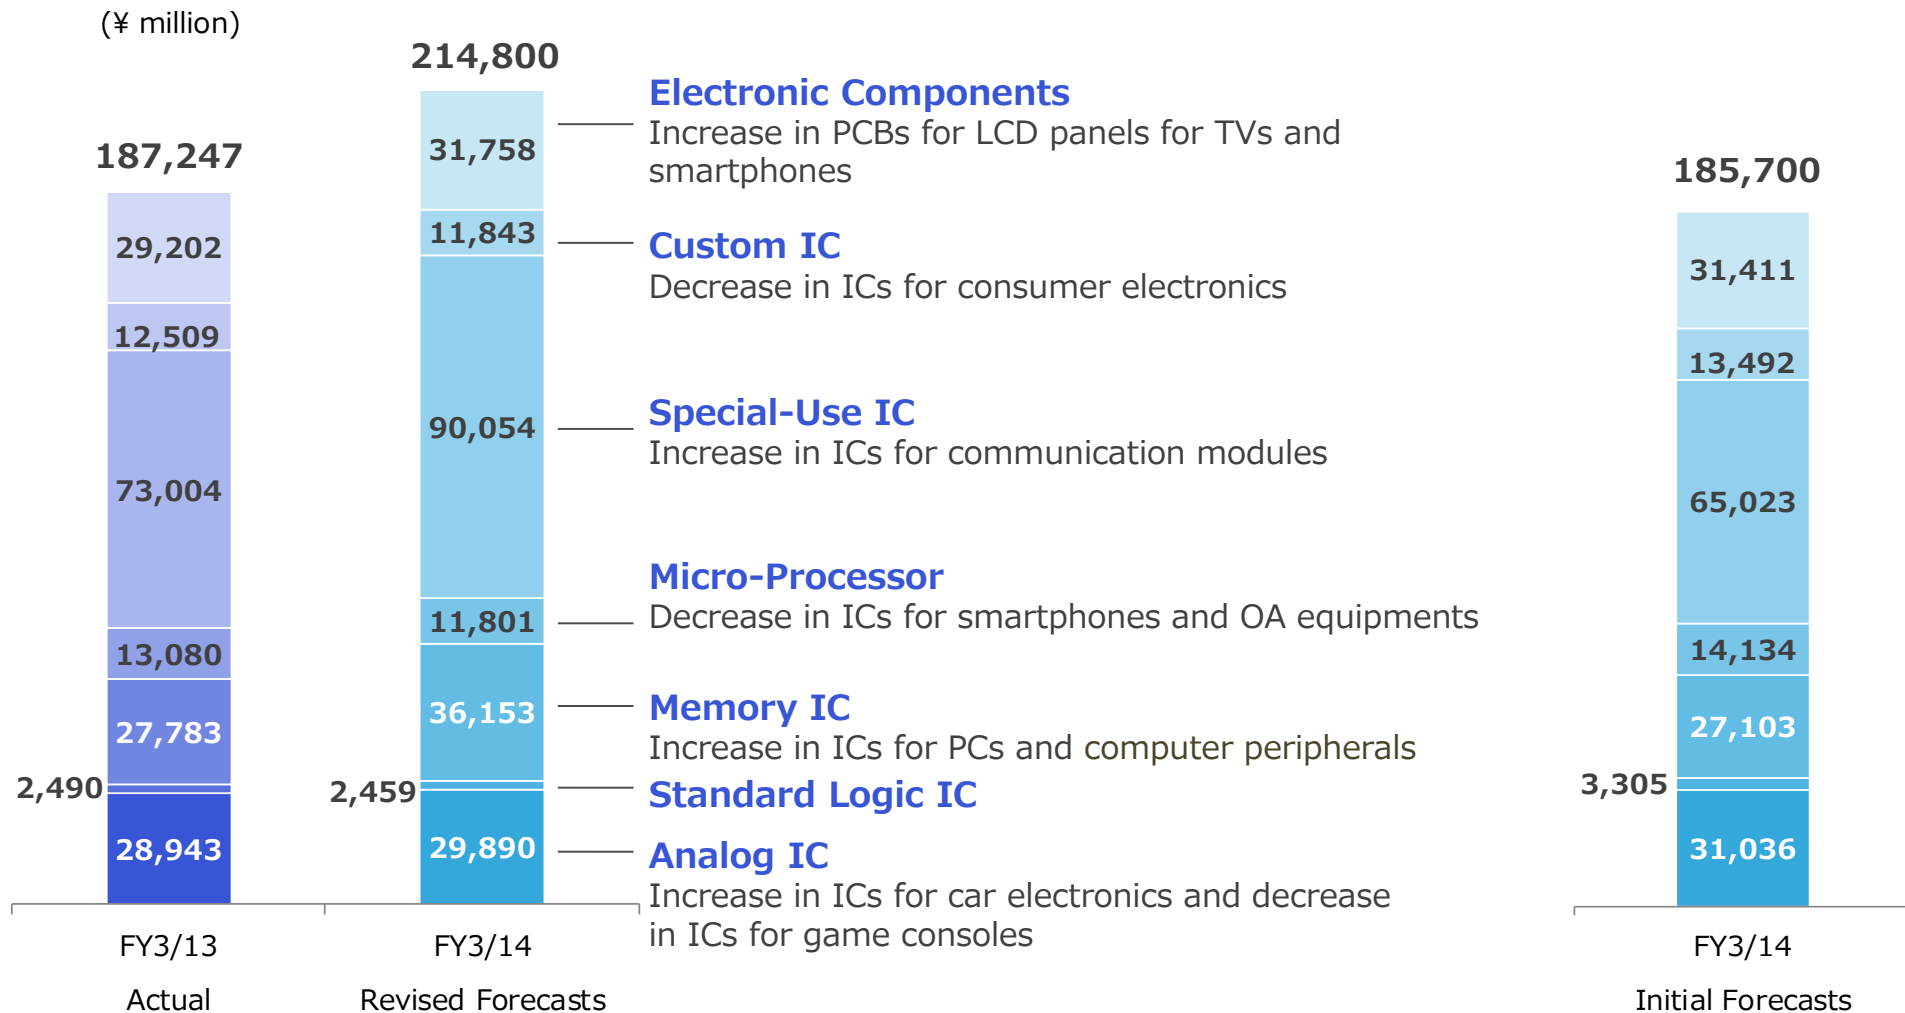 (¥ million)
187,247
29,202
12,509
73,004
13,080
27,783
2,490
28,943
FY3/13
Actual
214,800
31,758
11,843
90,054
11,801
36,153
2,459
29,890
FY3/14
Revised Forecasts
Electronic Components
Increase in PCBs for LCD panels for TVs and
smartphones
Custom IC
Decrease in ICs for consumer electronics
Special-Use IC
Increase in ICs for communication modules
Micro-Processor
Decrease in ICs for smartphones and OA equipments
Memory IC
Increase in ICs for PCs and computer peripherals
Standard Logic IC
Analog IC
Increase in ICs for car electronics and decrease
in ICs for game consoles
185,700
31,411
13,492
65,023
14,134
27,103
3,305
31,036
FY3/14
Initial Forecasts